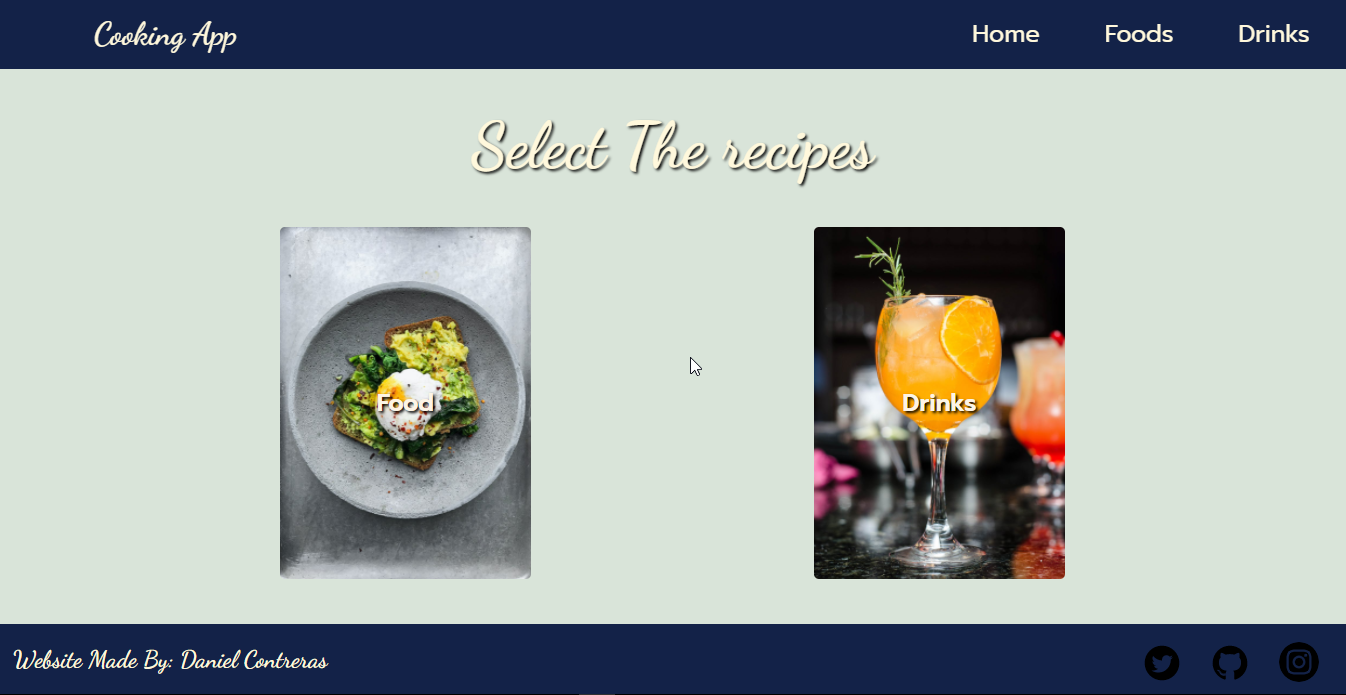 Cooking App
Home
Foods
Drinks
Select The recipes
Food
Drinks
Website Made By: Daniel Contreras